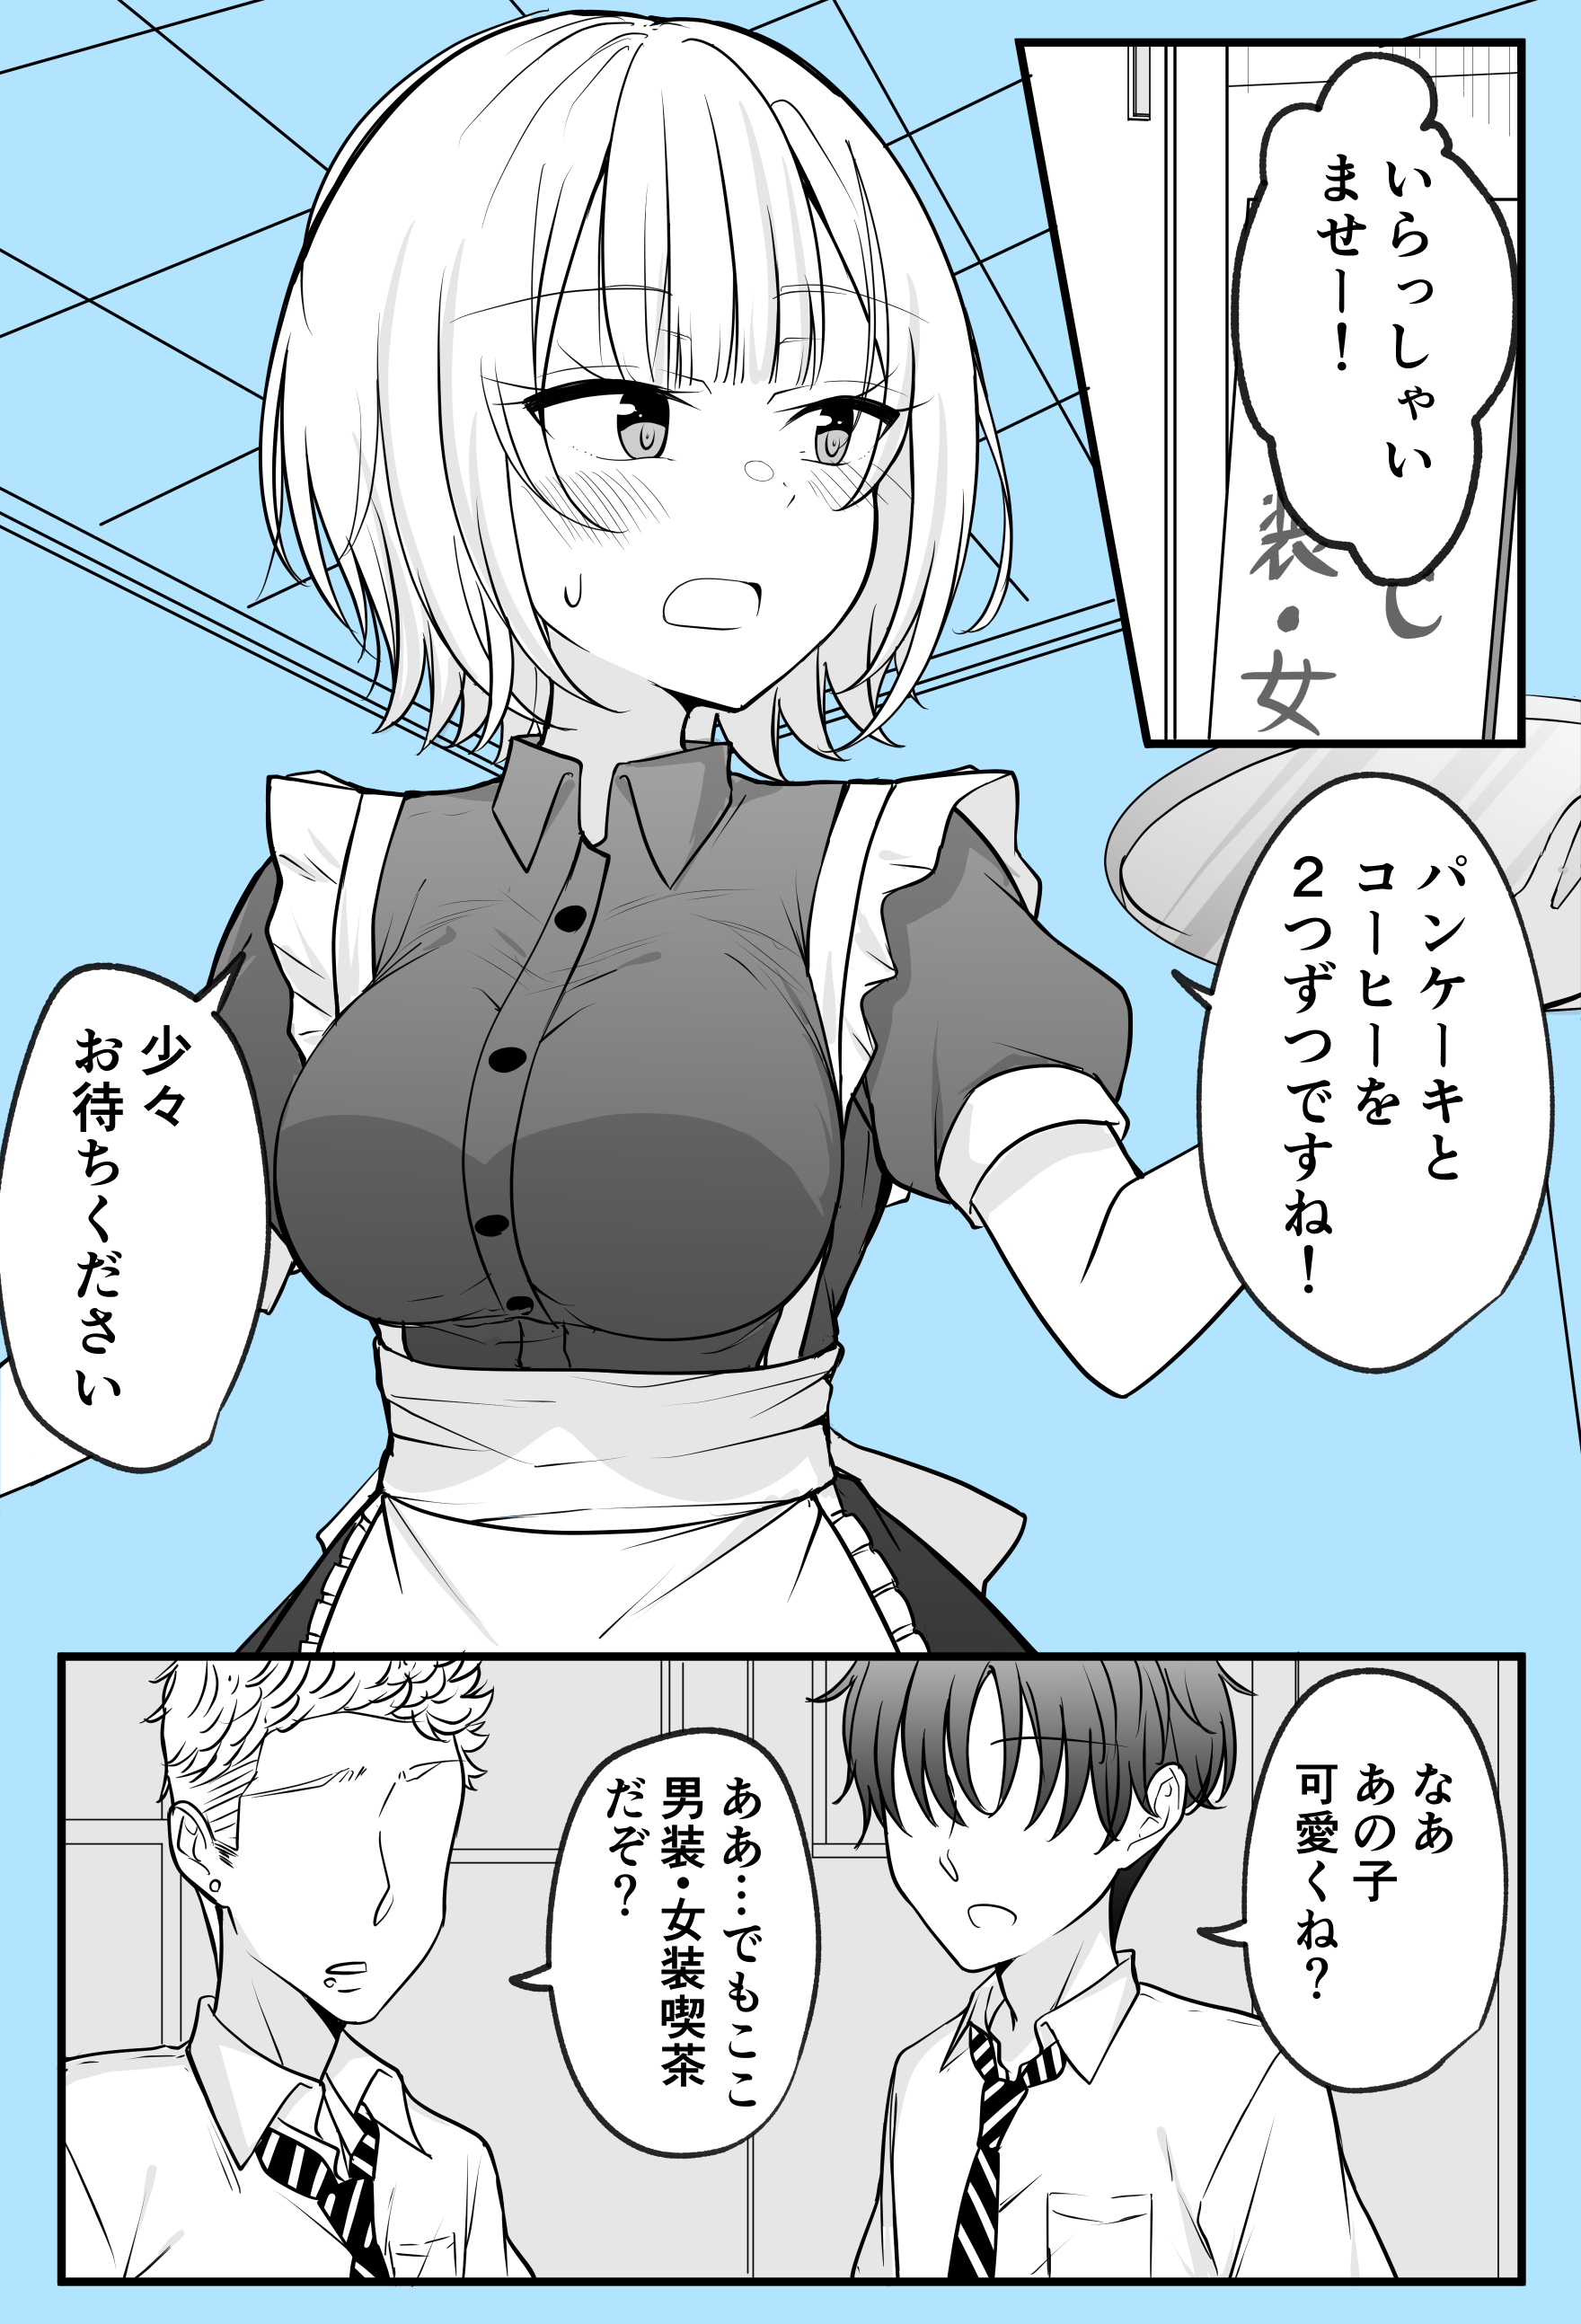 いらっしゃい
ませー！
装・女
パンケーキと
コーヒーを
2つずつですね！
少々
お待ちください
なあ
あの子
可愛くね？
ああ…でもここ
男装・女装喫茶
だぞ？